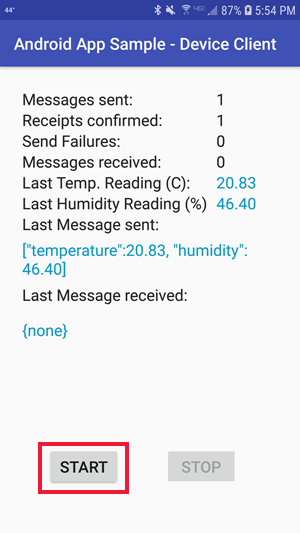 44° 87% 5:54 PM
Android App Sample - Device Client
Messages sent: 1
Receipts confirmed: 1
Send Failures: 0
Messages received: 0
Last Temp. Reading (C): 20.83
Last Humidity Reading (%) 46.40
Last Message sent:
["temperature":20.83, "humidity":
46.40]
Last Message received:
{none}
START STOP